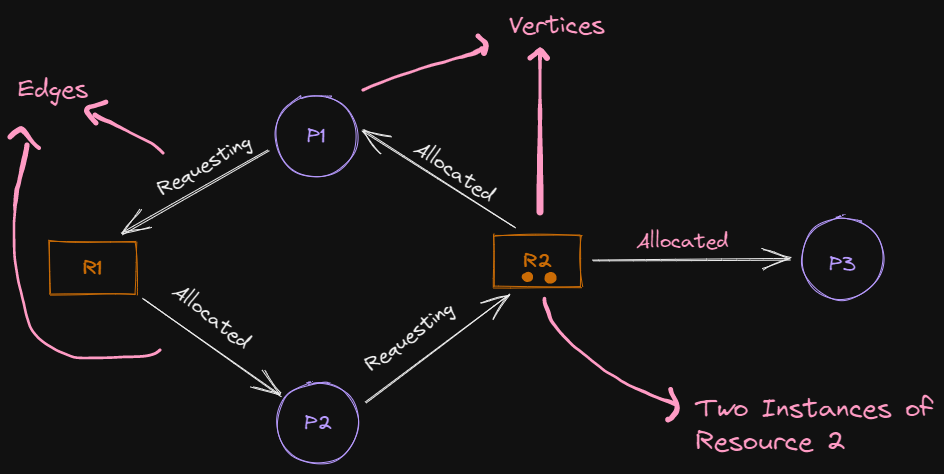 Vertices
Edges
P1
Requesting
Allocated
R1
R2
Allocated
P3
Allocated
Requesting
P2
Two Instances of
Resource 2